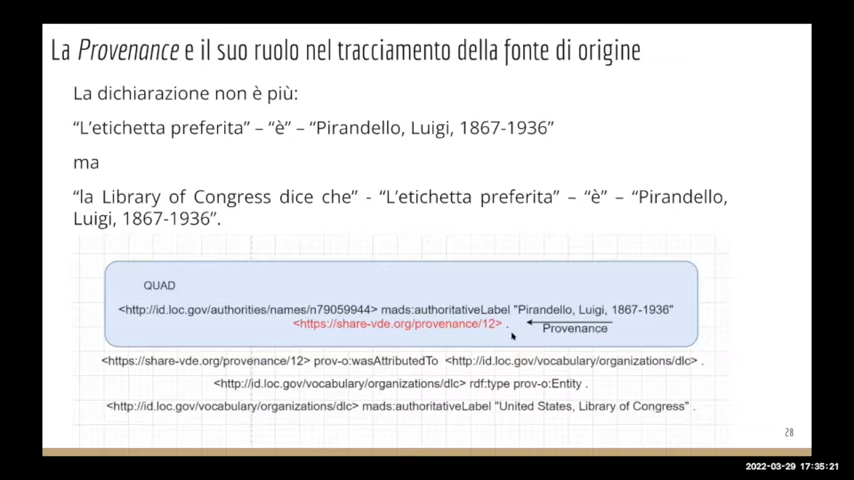 La Provenance e il suo ruolo nel tracciamento della fonte di origine
La dichiarazione non è più:
“L’etichetta preferita” – “è” – “Pirandello, Luigi, 1867-1936”
ma
“la Library of Congress dice che” - “L’etichetta preferita” – “è” – “Pirandello,
Luigi, 1867-1936”.
QUAD
<http://id.loc.gov/authorities/names/n79059944> mads:authoritativeLabel "Pirandello, Luigi, 1867-1936"
<https://share-vde.org/provenance/12> .
Provenance
<https://share-vde.org/provenance/12> prov-o:wasAttributedTo <http://id.loc.gov/vocabulary/organizations/dlc> .
<http://id.loc.gov/vocabulary/organizations/dlc> rdf:type prov-o:Entity .
<http://id.loc.gov/vocabulary/organizations/dlc> mads:authoritativeLabel "United States, Library of Congress" .
28
2022-03-29 17:35:21